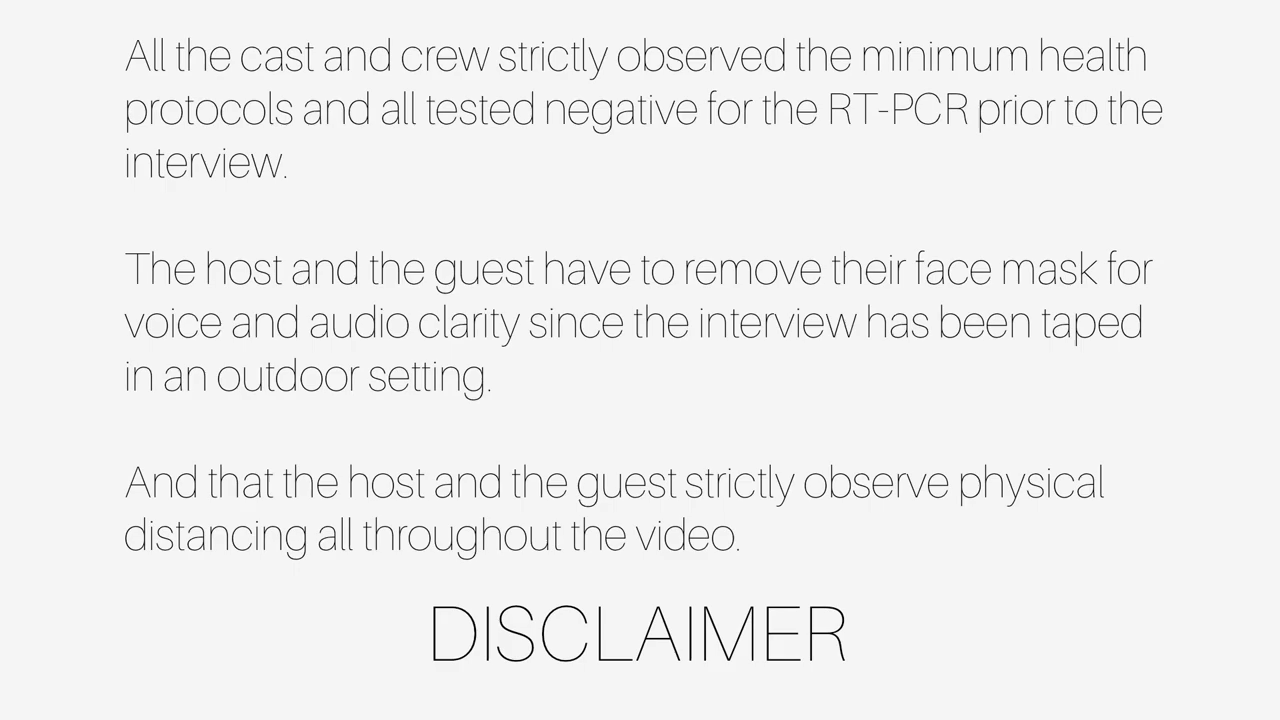 All the cast and crew strictly observed the minimum health
protocols and all tested negative for the RT-PCR prior to the
interview.
The host and the guest have to remove their face mask for
voice and audio clarity since the interview has been taped
in an outdoor setting.
And that the host and the guest strictly observe physical
distancing all throughout the video.
DISCLAIMER